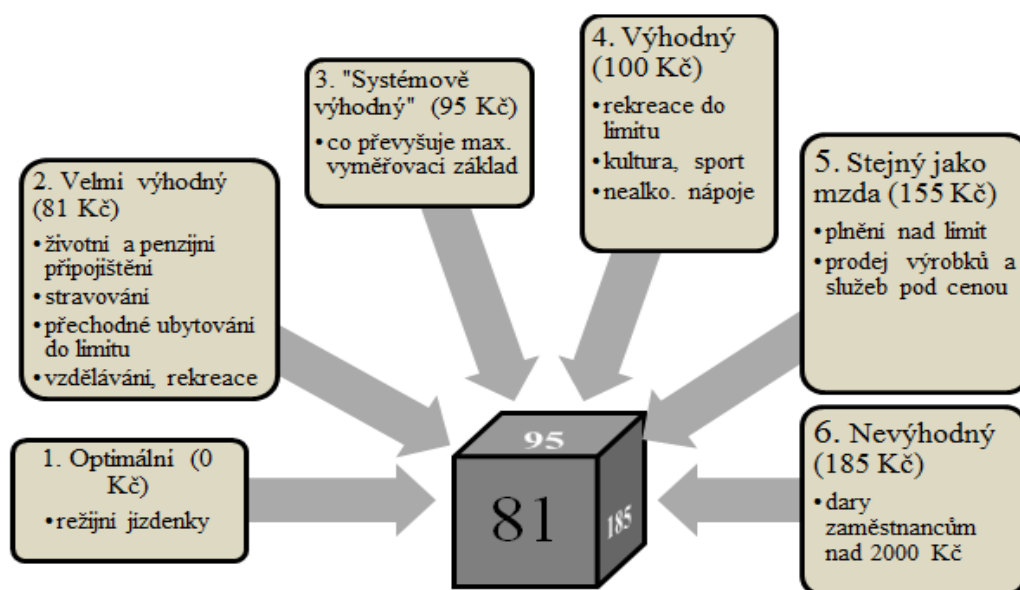 1. Optimální (0
Kč)
• režijní jízdenky
2. Velmi výhodný
(81 Kč)
• životní a penzijní
připojištění
• stravování
• přechodné ubytování
do limitu
• vzdělávání, rekreace
3. "Systémově
výhodný" (95 Kč)
• co převyšuje max.
vyměřovací základ
4. Výhodný
(100 Kč)
• rekreace do
limitu
• kultura, sport
• nealko. nápoje
5. Stejný jako
mzda (155 Kč)
• plnění nad limit
• prodej výrobků a
služeb pod cenou
6. Nevýhodný
(185 Kč)
• dary
zaměstnancům
nad 2000 Kč
95
81
185